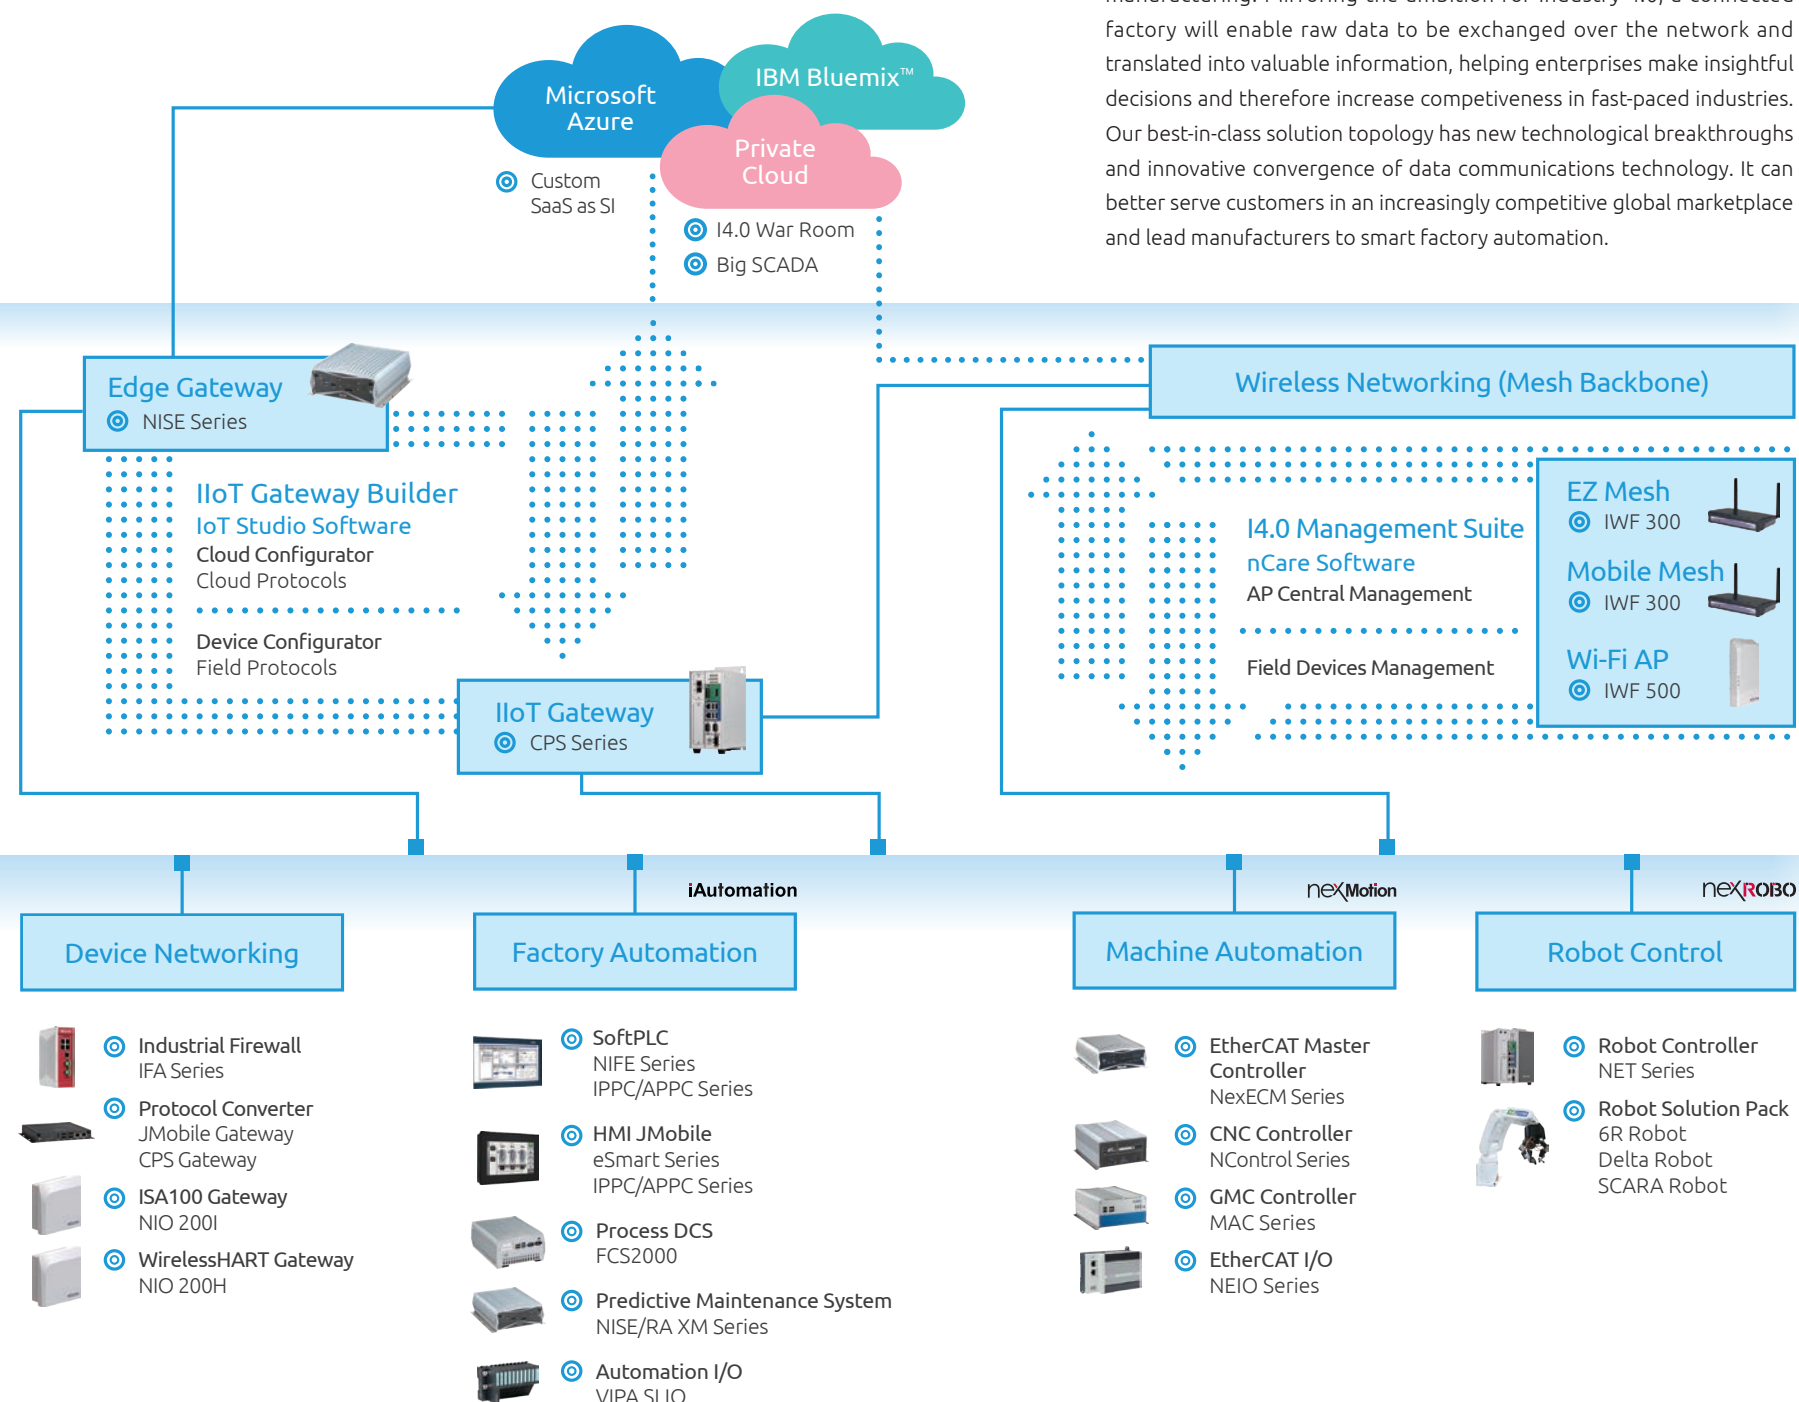 manufacturing. Mirroring the ambition for Industry 4.0, a connected
factory will enable raw data to be exchanged over the network and
translated into valuable information, helping enterprises make insightful
decisions and therefore increase competiveness in fast-paced industries.
Our best-in-class solution topology has new technological breakthroughs
and innovative convergence of data communications technology. It can
better serve customers in an increasingly competitive global marketplace
and lead manufacturers to smart factory automation.
Microsoft
Azure
IBM Bluemix™
Private
Cloud
Custom
SaaS as SI
I4.0 War Room
Big SCADA
Edge Gateway
NISE Series
Wireless Networking (Mesh Backbone)
IIoT Gateway Builder
IoT Studio Software
Cloud Configurator
Cloud Protocols
Device Configurator
Field Protocols
IIoT Gateway
CPS Series
I4.0 Management Suite
nCare Software
AP Central Management
Field Devices Management
EZ Mesh
IWF 300
Mobile Mesh
IWF 300
Wi-Fi AP
IWF 500
iAutomation
nexMotion
nexROBO
Device Networking
Factory Automation
Machine Automation
Robot Control
Industrial Firewall
IFA Series
Protocol Converter
JMobile Gateway
CPS Gateway
ISA100 Gateway
NIO 200I
WirelessHART Gateway
NIO 200H
SoftPLC
NIFE Series
IPPC/APPC Series
HMI JMobile
eSmart Series
IPPC/APPC Series
Process DCS
FCS2000
Predictive Maintenance System
NISE/RA XM Series
Automation I/O
VIPA SLIO
EtherCAT Master
Controller
NexECM Series
CNC Controller
NControl Series
GMC Controller
MAC Series
EtherCAT I/O
NEIO Series
Robot Controller
NET Series
Robot Solution Pack
6R Robot
Delta Robot
SCARA Robot